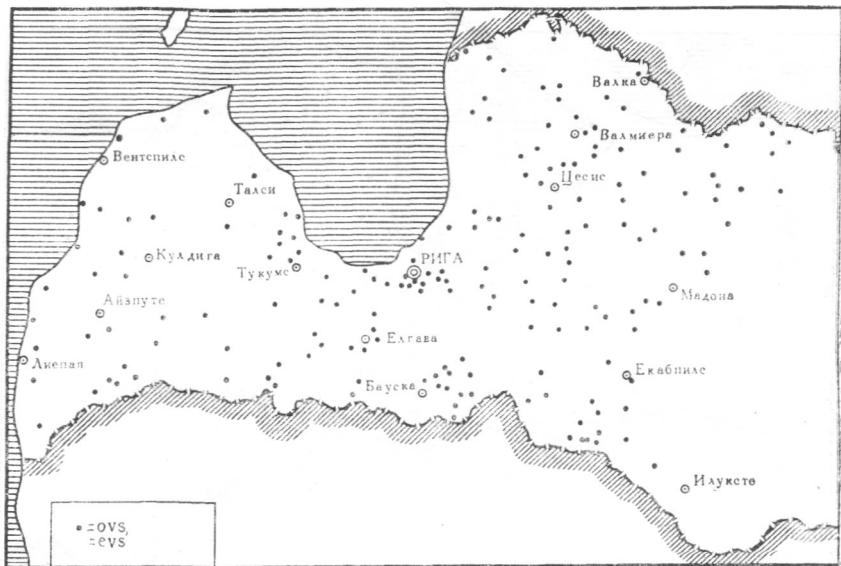 Валка
Валмиера
Вентспилс
Цесис
Талси
Кулдига
РИГА
Тукумс
Мадона
Айзпуте
Елгава
Лиепая
Екабпилс
Бауска
Илуксте
=ovs,
=evs